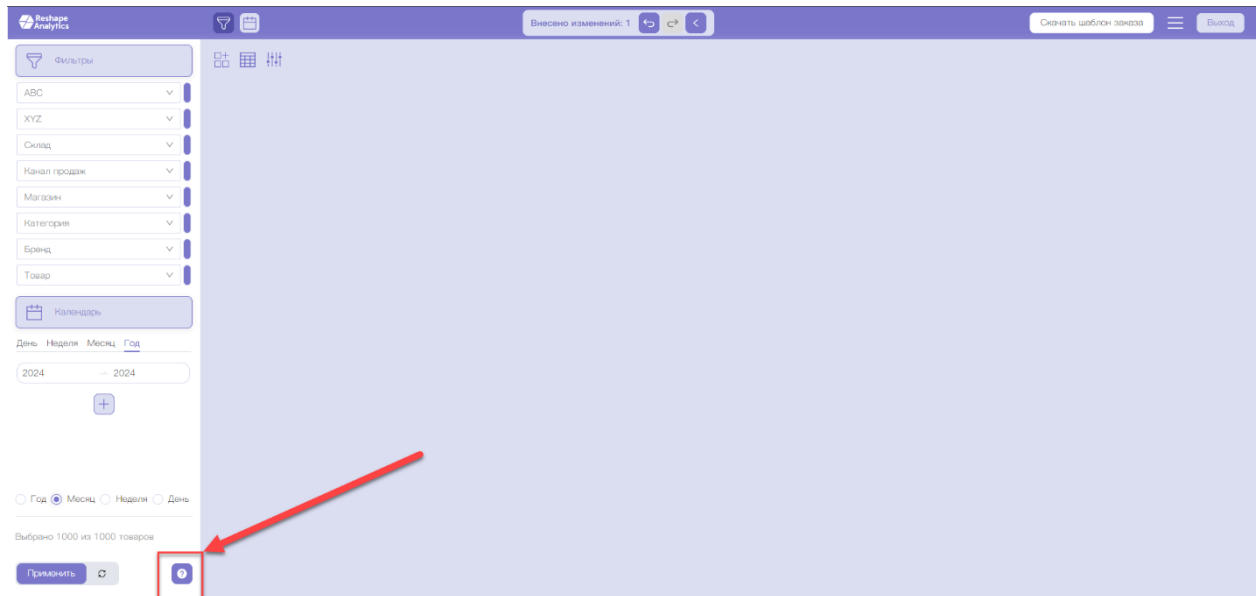 Reshape
Analytics
Внесено изменений: 1
Скачать шаблон заказа
Выход
Фильтры
ABC
XYZ
Склад
Канал продаж
Магазин
Категория
Бренд
Товар
Календарь
День Неделя Месяц Год
2024 → 2024
Год Месяц Неделя День
Выбрано 1000 из 1000 товаров
Применить
?